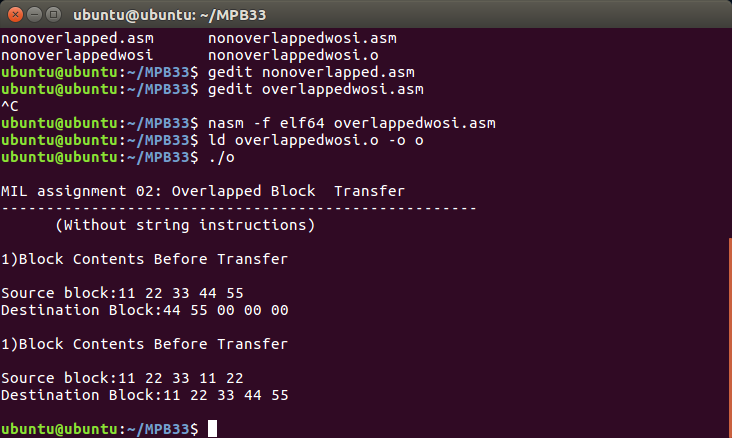 ubuntu@ubuntu: ~/MPB33
nonoverlapped.asm      nonoverlappedwosi.asm
nonoverlappedwosi      nonoverlappedwosi.o
ubuntu@ubuntu:~/MPB33$ gedit nonoverlapped.asm
ubuntu@ubuntu:~/MPB33$ gedit overlappedwosi.asm
^C
ubuntu@ubuntu:~/MPB33$ nasm -f elf64 overlappedwosi.asm
ubuntu@ubuntu:~/MPB33$ ld overlappedwosi.o -o o
ubuntu@ubuntu:~/MPB33$ ./o
MIL assignment 02: Overlapped Block  Transfer
-----------------------------------------------------
      (Without string instructions)
1)Block Contents Before Transfer
Source block:11 22 33 44 55
Destination Block:44 55 00 00 00
1)Block Contents Before Transfer
Source block:11 22 33 11 22
Destination Block:11 22 33 44 55
ubuntu@ubuntu:~/MPB33$